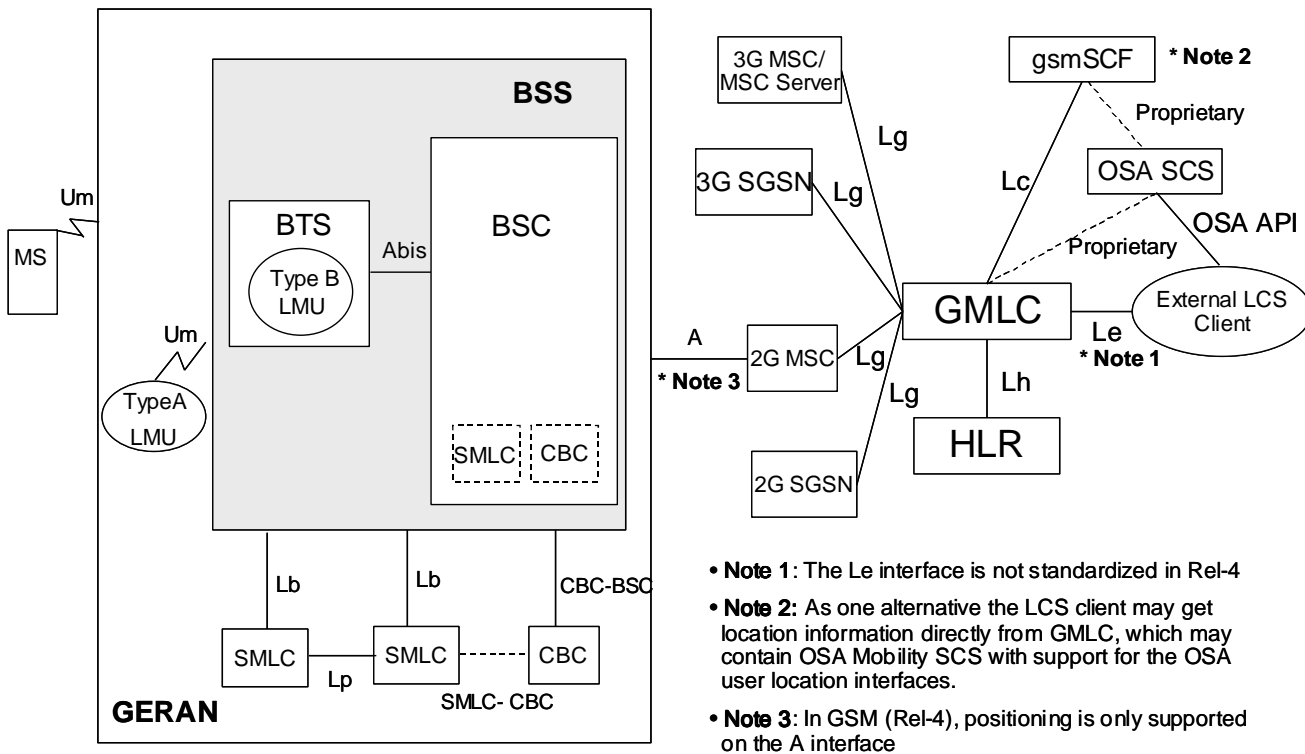 BSS
3G MSC/
MSC Server
gsmSCF
* Note 2
Proprietary
Lg
Lc
3G SGSN
Lg
OSA SCS
Um
BTS
BSC
OSA API
MS
Abis
Proprietary
Type B
LMU
GMLC
External LCS
Client
Um
A
2G MSC
Lg
Le
* Note 1
* Note 3
Lg
Lh
TypeA
LMU
HLR
SMLC
CBC
2G SGSN
Lb
Lb
CBC-BSC
SMLC
Lp
SMLC
CBC
SMLC- CBC
GERAN
• Note 1: The Le interface is not standardized in Rel-4
• Note 2: As one alternative the LCS client may get
location information directly from GMLC, which may
contain OSA Mobility SCS with support for the OSA
user location interfaces.
• Note 3: In GSM (Rel-4), positioning is only supported
on the A interface